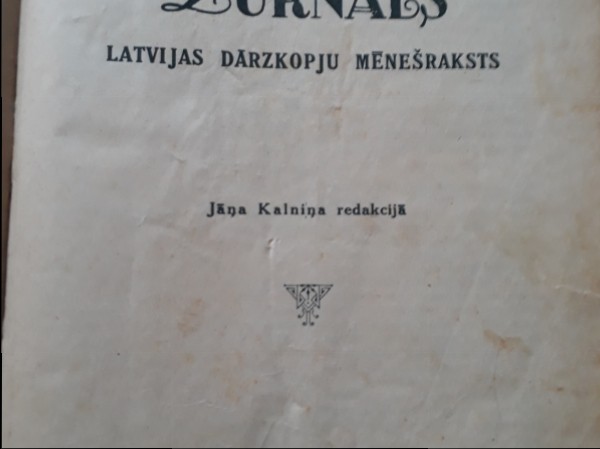 ŽURNALS
LATVIJAS DĀRZKOPJU MĒNEŠRAKSTS
Jāņa Kalniņa redakcijā